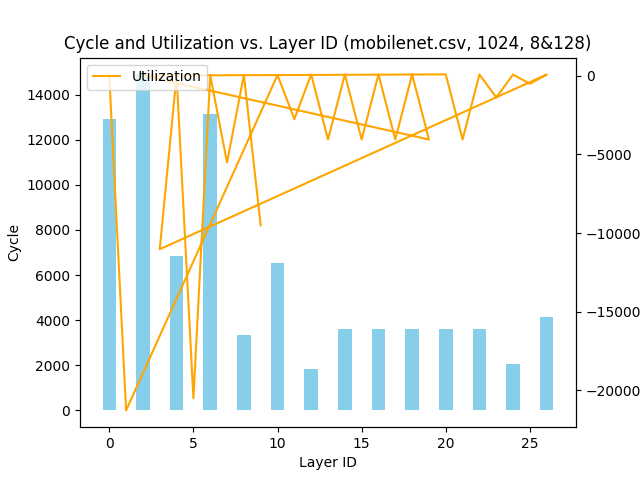 Cycle and Utilization vs. Layer ID (mobilenet.csv, 1024, 8&128)
Utilization
14000
12000
10000
8000
6000
4000
2000
0
Cycle
0
−5000
−10000
−15000
−20000
0 5 10 15 20 25
Layer ID